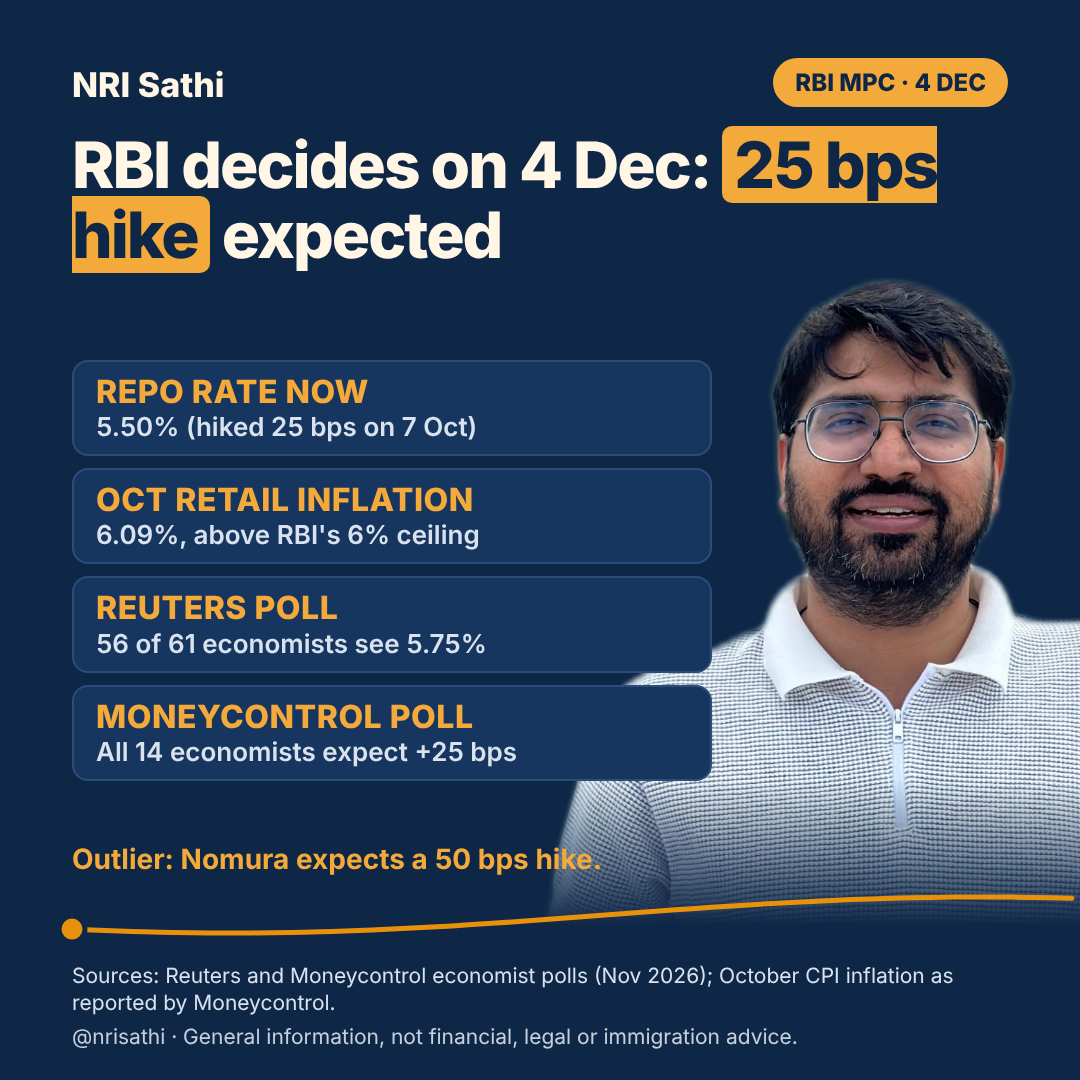 NRI Sathi
RBI MPC · 4 DEC
RBI decides on 4 Dec: 25 bps
hike expected
REPO RATE NOW
5.50% (hiked 25 bps on 7 Oct)
OCT RETAIL INFLATION
6.09%, above RBI's 6% ceiling
REUTERS POLL
56 of 61 economists see 5.75%
MONEYCONTROL POLL
All 14 economists expect +25 bps
Outlier: Nomura expects a 50 bps hike.
Sources: Reuters and Moneycontrol economist polls (Nov 2026); October CPI inflation as
reported by Moneycontrol.
@nrisathi · General information, not financial, legal or immigration advice.